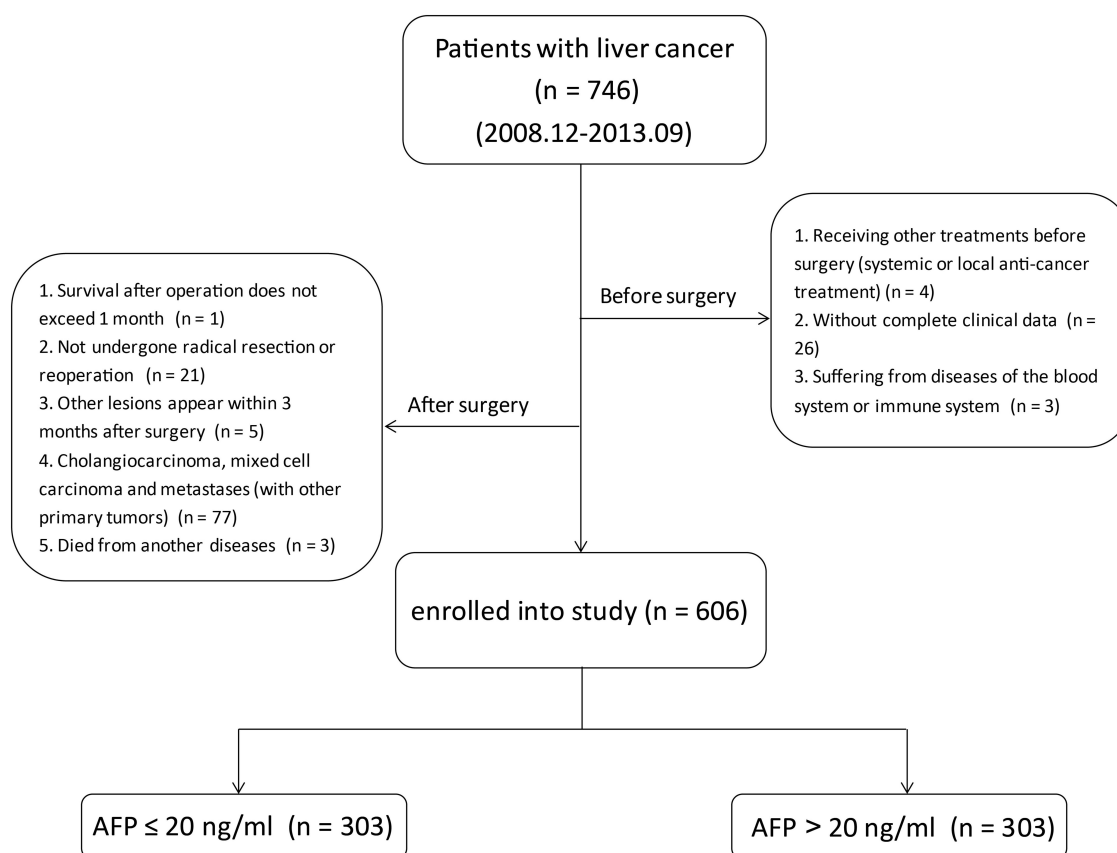 Patients with liver cancer
(n = 746)
(2008.12-2013.09)
Before surgery
1. Receiving other treatments before
surgery (systemic or local anti-cancer
treatment) (n = 4)
2. Without complete clinical data (n =
26)
3. Suffering from diseases of the blood
system or immune system (n = 3)
After surgery
1. Survival after operation does not
exceed 1 month (n = 1)
2. Not undergone radical resection or
reoperation (n = 21)
3. Other lesions appear within 3
months after surgery (n = 5)
4. Cholangiocarcinoma, mixed cell
carcinoma and metastases (with other
primary tumors) (n = 77)
5. Died from another diseases (n = 3)
enrolled into study (n = 606)
AFP ≤ 20 ng/ml (n = 303)
AFP > 20 ng/ml (n = 303)